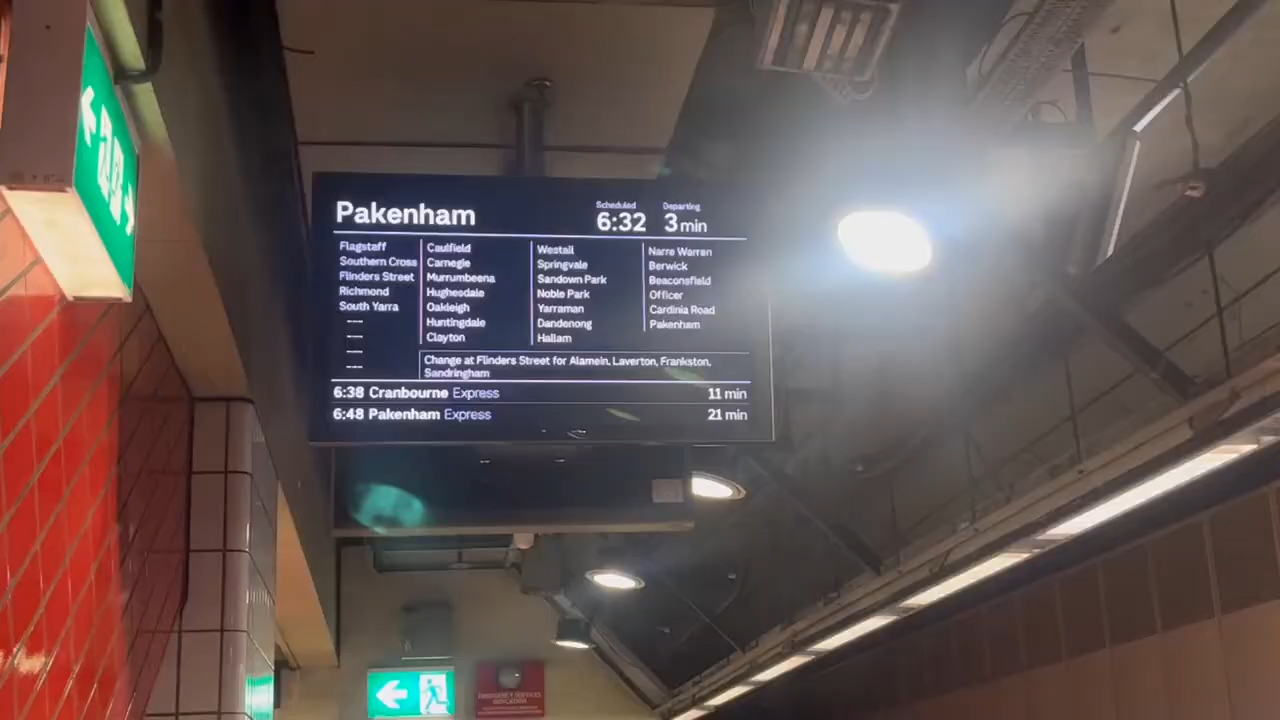 Pakenham
Scheduled
6:32
Departing
3 min
Flagstaff
Southern Cross
Flinders Street
Richmond
South Yarra
----
----
----
----
Caulfield
Carnegie
Murrumbeena
Hughesdale
Oakleigh
Huntingdale
Clayton
Westall
Springvale
Sandown Park
Noble Park
Yarraman
Dandenong
Hallam
Narre Warren
Berwick
Beaconsfield
Officer
Cardinia Road
Pakenham
Change at Flinders Street for Alamein, Laverton, Frankston,
Sandringham
6:38 Cranbourne Express 11 min
6:48 Pakenham Express 21 min
EMERGENCY SERVICES